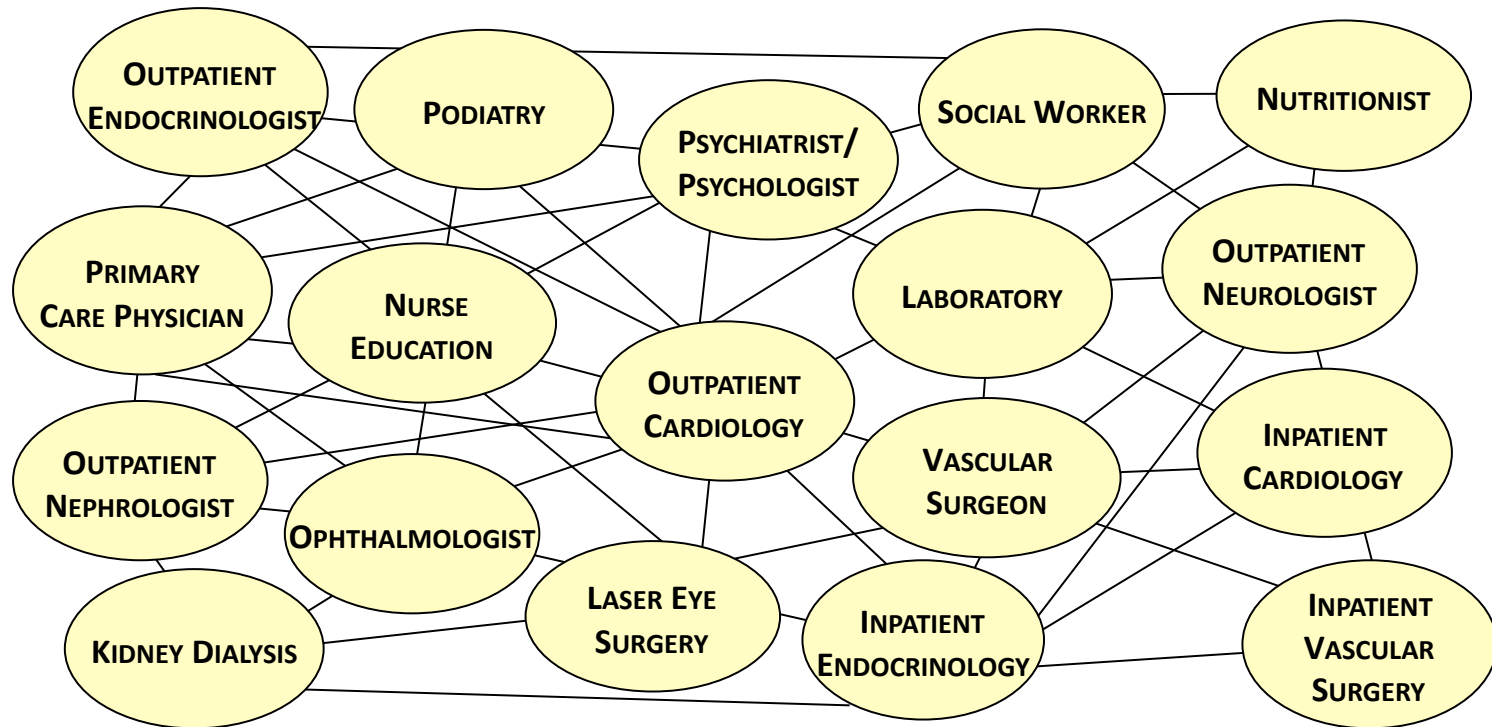 OUTPATIENT
ENDOCRINOLOGIST
PODIATRY
PSYCHIATRIST/
PSYCHOLOGIST
SOCIAL WORKER
NUTRITIONIST
PRIMARY
CARE PHYSICIAN
NURSE
EDUCATION
LABORATORY
OUTPATIENT
NEUROLOGIST
OUTPATIENT
CARDIOLOGY
OUTPATIENT
NEPHROLOGIST
OPHTHALMOLOGIST
VASCULAR
SURGEON
INPATIENT
CARDIOLOGY
KIDNEY DIALYSIS
LASER EYE
SURGERY
INPATIENT
ENDOCRINOLOGY
INPATIENT
VASCULAR
SURGERY